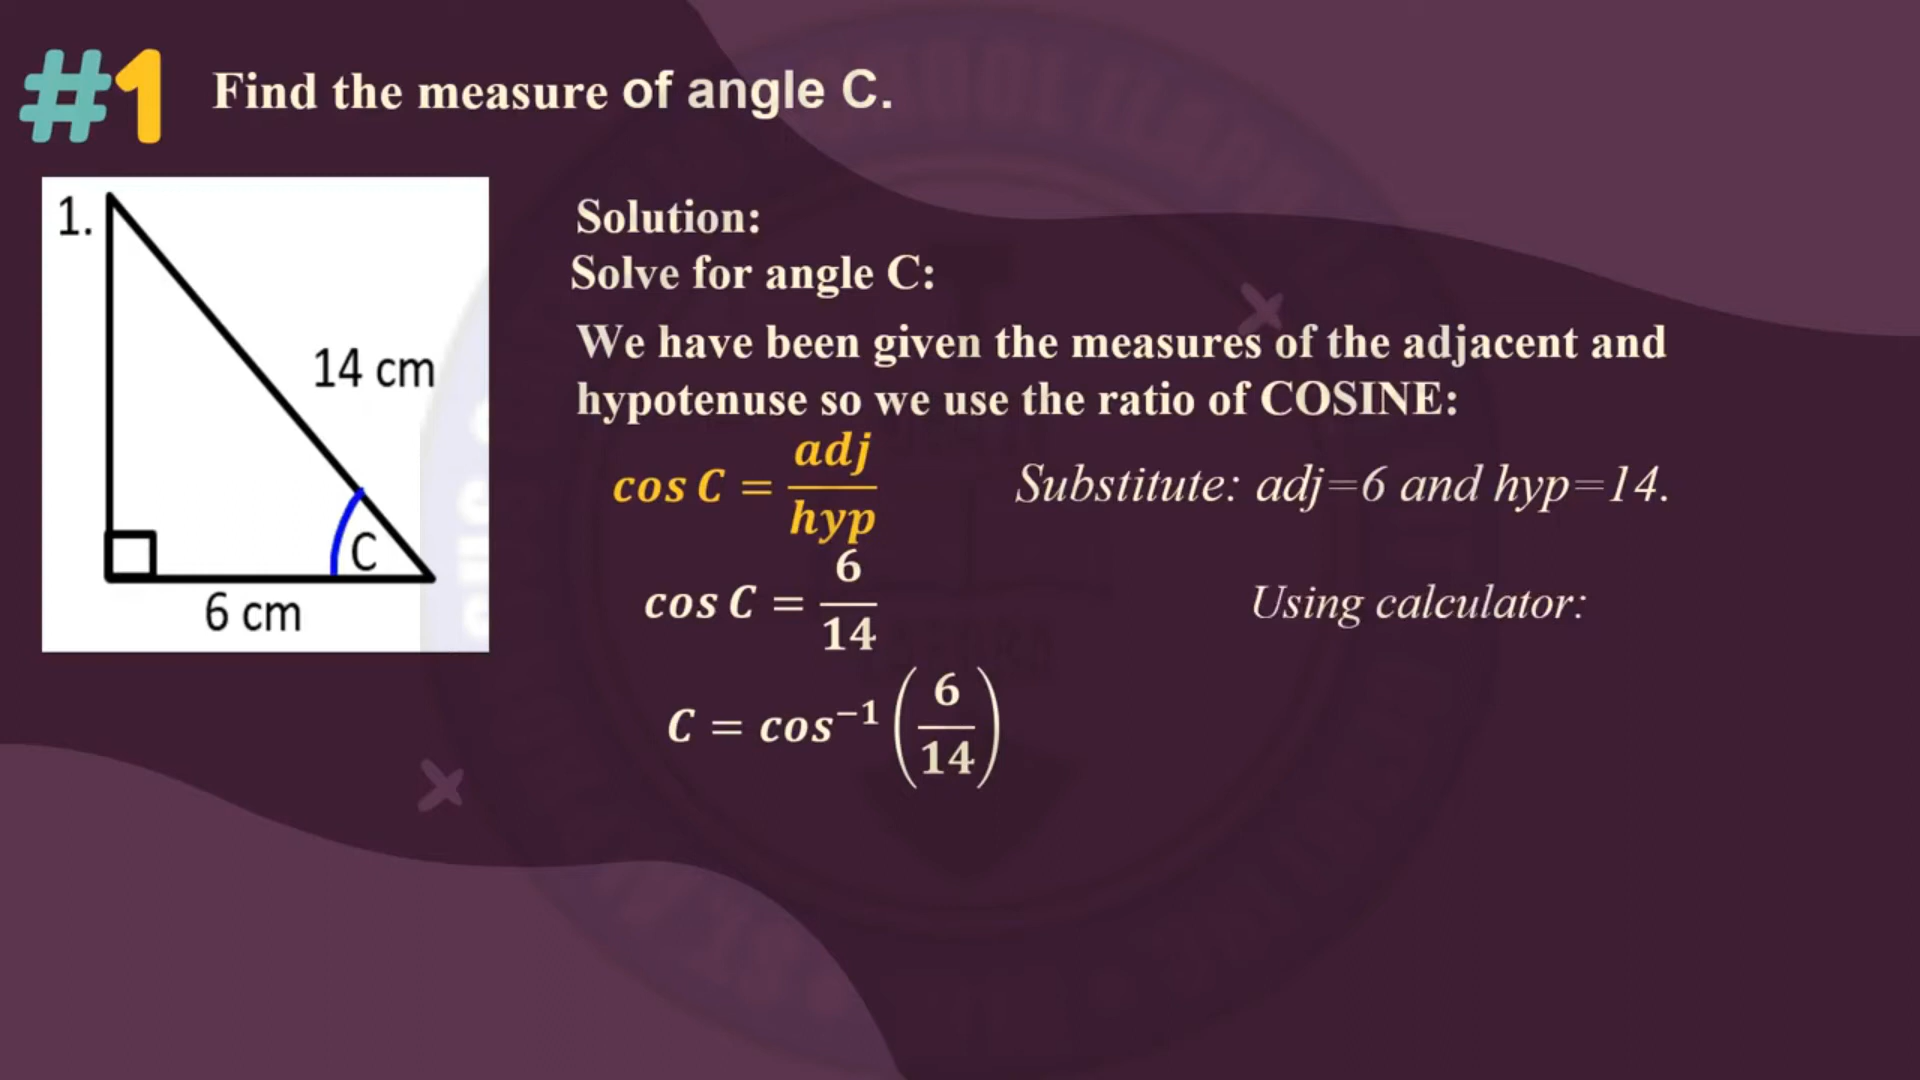 #1 Find the measure of angle C.
1.
14 cm
C
6 cm
Solution:
Solve for angle C:
We have been given the measures of the adjacent and
hypotenuse so we use the ratio of COSINE:
cos C = adj/hyp
Substitute: adj=6 and hyp=14.
cos C = 6/14
Using calculator:
C = cos⁻¹(6/14)